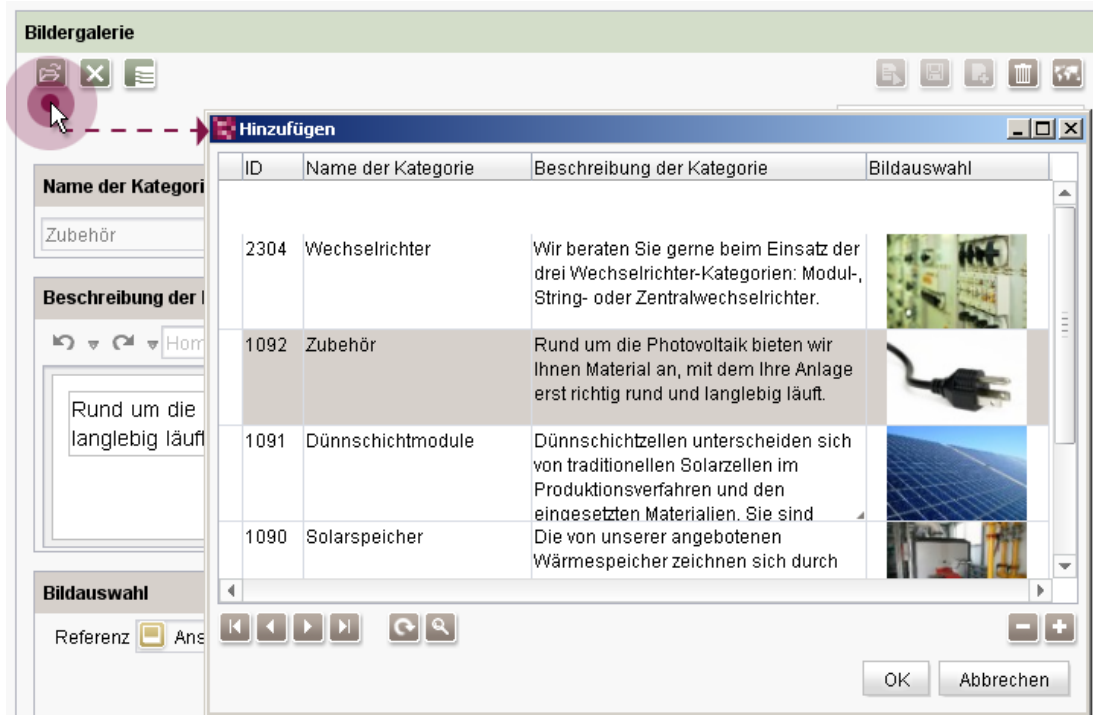 Bildergalerie
Hinzufügen
ID Name der Kategorie Beschreibung der Kategorie Bildauswahl
Name der Kategori
Zubehör
2304 Wechselrichter Wir beraten Sie gerne beim Einsatz der
drei Wechselrichter-Kategorien: Modul-,
String- oder Zentralwechselrichter.
Beschreibung der
Hom
1092 Zubehör Rund um die Photovoltaik bieten wir
Ihnen Material an, mit dem Ihre Anlage
erst richtig rund und langlebig läuft.
Rund um die
langlebig läuft
1091 Dünnschichtmodule Dünnschichtzellen unterscheiden sich
von traditionellen Solarzellen im
Produktionsverfahren und den
eingesetzten Materialien. Sie sind
1090 Solarspeicher Die von unserer angebotenen
Wärmespeicher zeichnen sich durch
Bildauswahl
Referenz Ans
OK Abbrechen